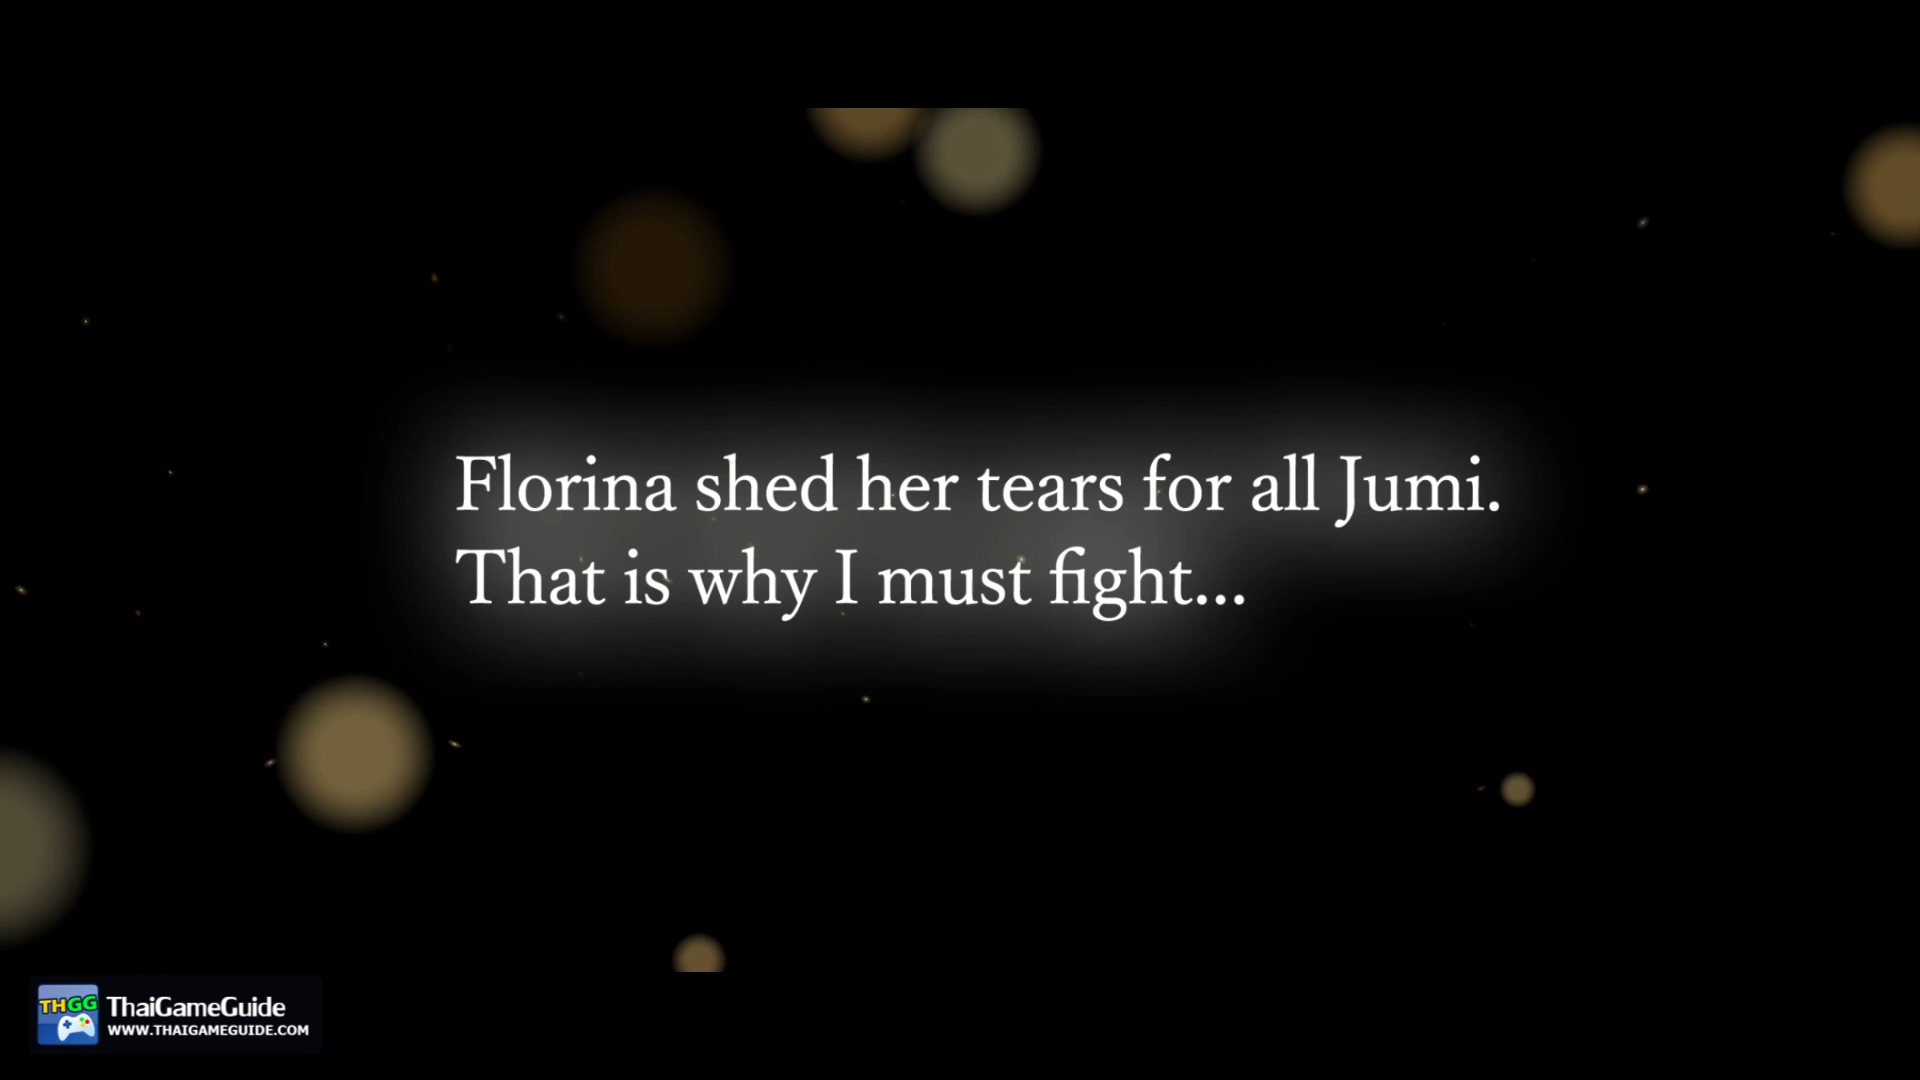 Florina shed her tears for all Jumi.
That is why I must fight...
THGG
ThaiGameGuide
WWW.THAIGAMEGUIDE.COM